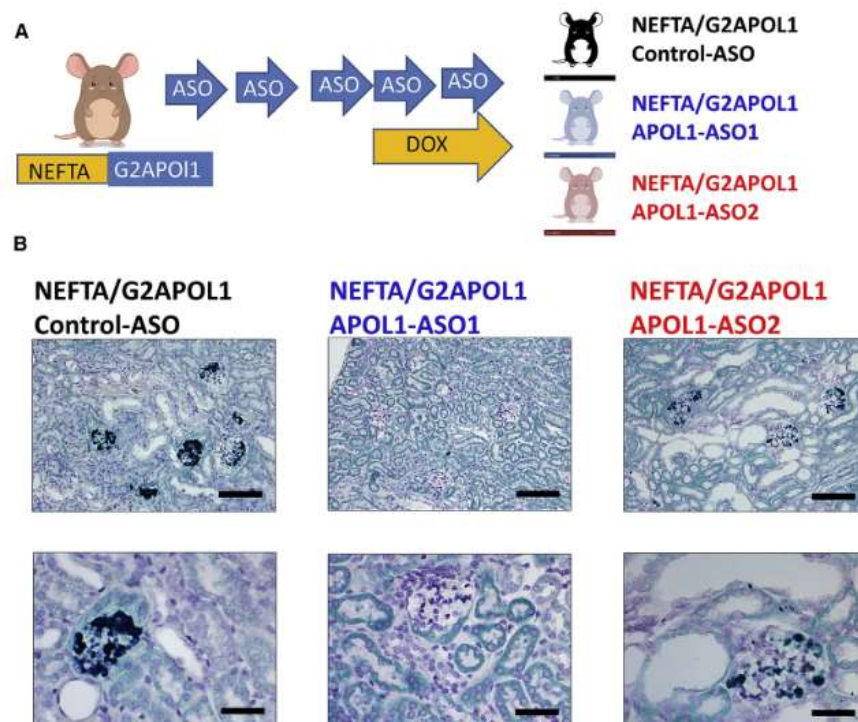 A
ASO
ASO
ASO
ASO
ASO
DOX
NEFTA
G2APOl1
NEFTA/G2APOL1
Control-ASO
NEFTA/G2APOL1
APOL1-ASO1
NEFTA/G2APOL1
APOL1-ASO2
B
NEFTA/G2APOL1
Control-ASO
NEFTA/G2APOL1
APOL1-ASO1
NEFTA/G2APOL1
APOL1-ASO2